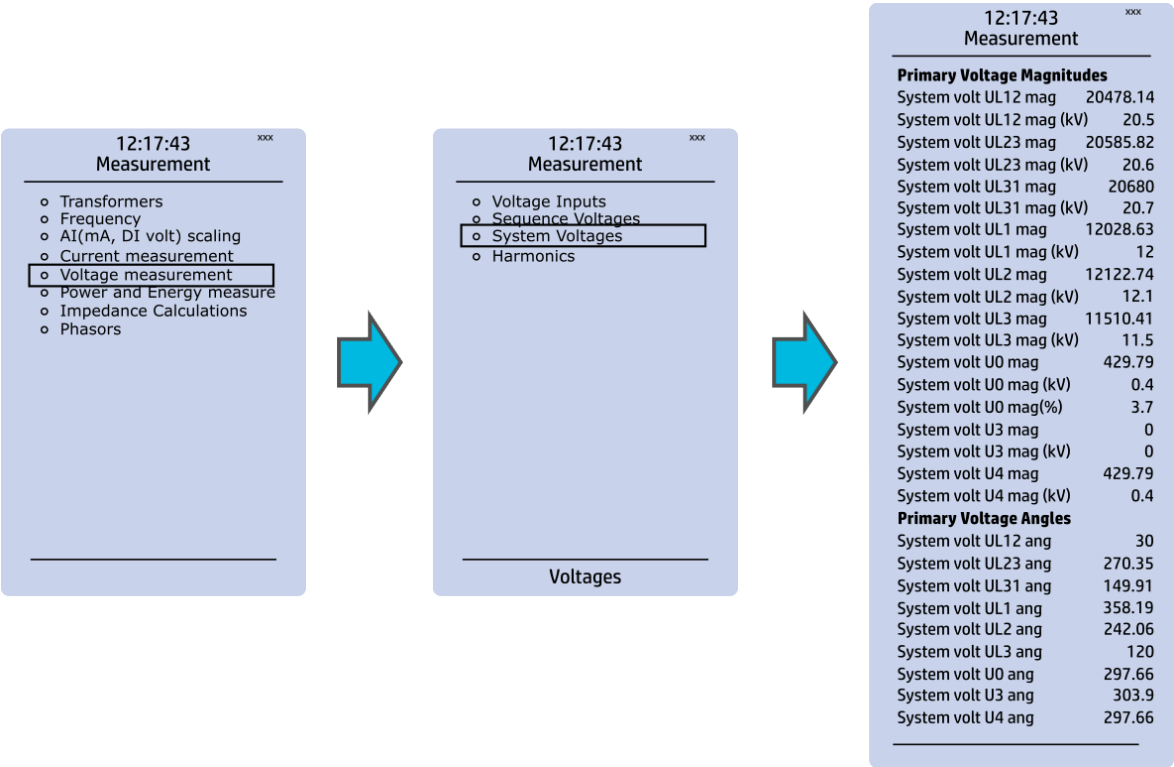 12:17:43 xxx
Measurement
Transformers
Frequency
AI(mA, DI volt) scaling
Current measurement
Voltage measurement
Power and Energy measure
Impedance Calculations
Phasors
12:17:43 xxx
Measurement
Voltage Inputs
Sequence Voltages
System Voltages
Harmonics
Voltages
12:17:43 xxx
Measurement
Primary Voltage Magnitudes
System volt UL12 mag 20478.14
System volt UL12 mag (kV) 20.5
System volt UL23 mag 20585.82
System volt UL23 mag (kV) 20.6
System volt UL31 mag 20680
System volt UL31 mag (kV) 20.7
System volt UL1 mag 12028.63
System volt UL1 mag (kV) 12
System volt UL2 mag 12122.74
System volt UL2 mag (kV) 12.1
System volt UL3 mag 11510.41
System volt UL3 mag (kV) 11.5
System volt U0 mag 429.79
System volt U0 mag (kV) 0.4
System volt U0 mag(%) 3.7
System volt U3 mag 0
System volt U3 mag (kV) 0
System volt U4 mag 429.79
System volt U4 mag (kV) 0.4
Primary Voltage Angles
System volt UL12 ang 30
System volt UL23 ang 270.35
System volt UL31 ang 149.91
System volt UL1 ang 358.19
System volt UL2 ang 242.06
System volt UL3 ang 120
System volt U0 ang 297.66
System volt U3 ang 303.9
System volt U4 ang 297.66